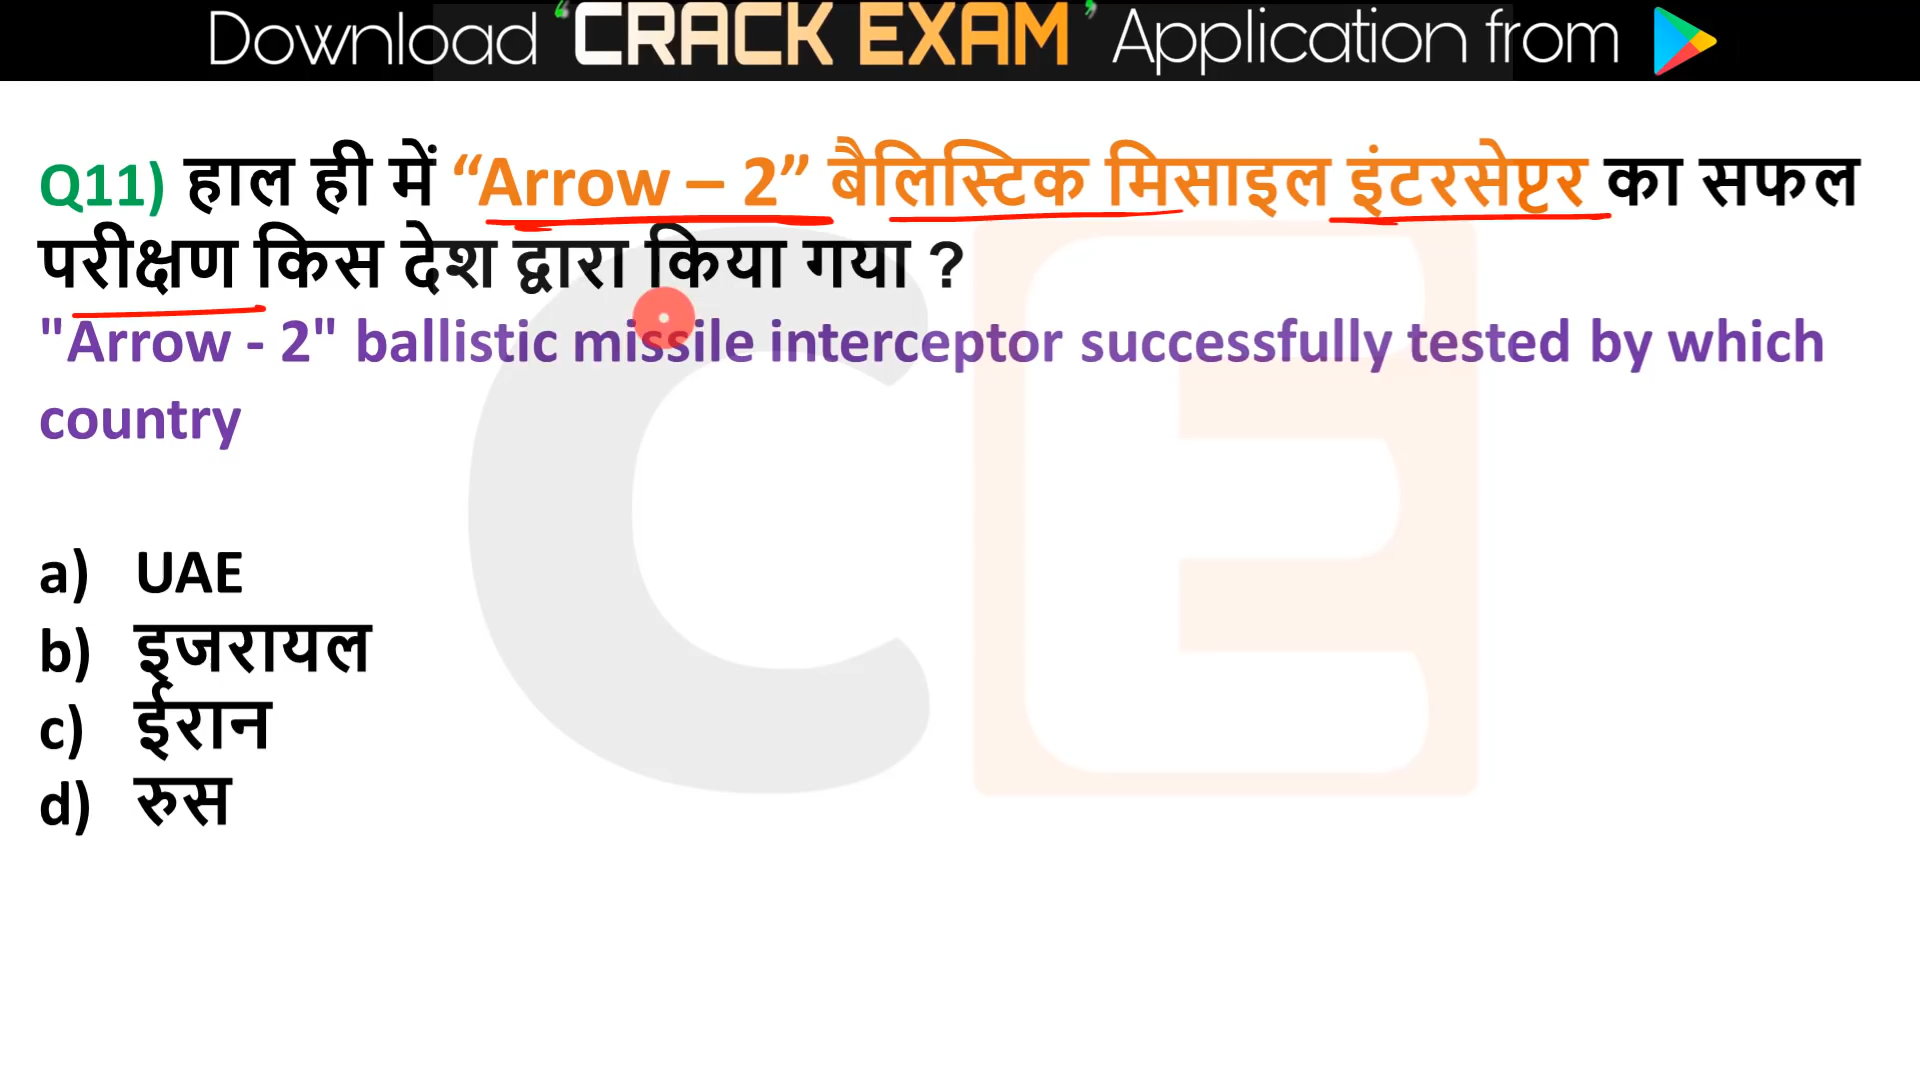 Download ‘CRACK EXAM’ Application from
Q11) हाल ही में “Arrow – 2” बैलिस्टिक मिसाइल इंटरसेप्टर का सफल
परीक्षण किस देश द्वारा किया गया ?
"Arrow - 2" ballistic missile interceptor successfully tested by which
country
a) UAE
b) इजरायल
c) ईरान
d) रुस
CE